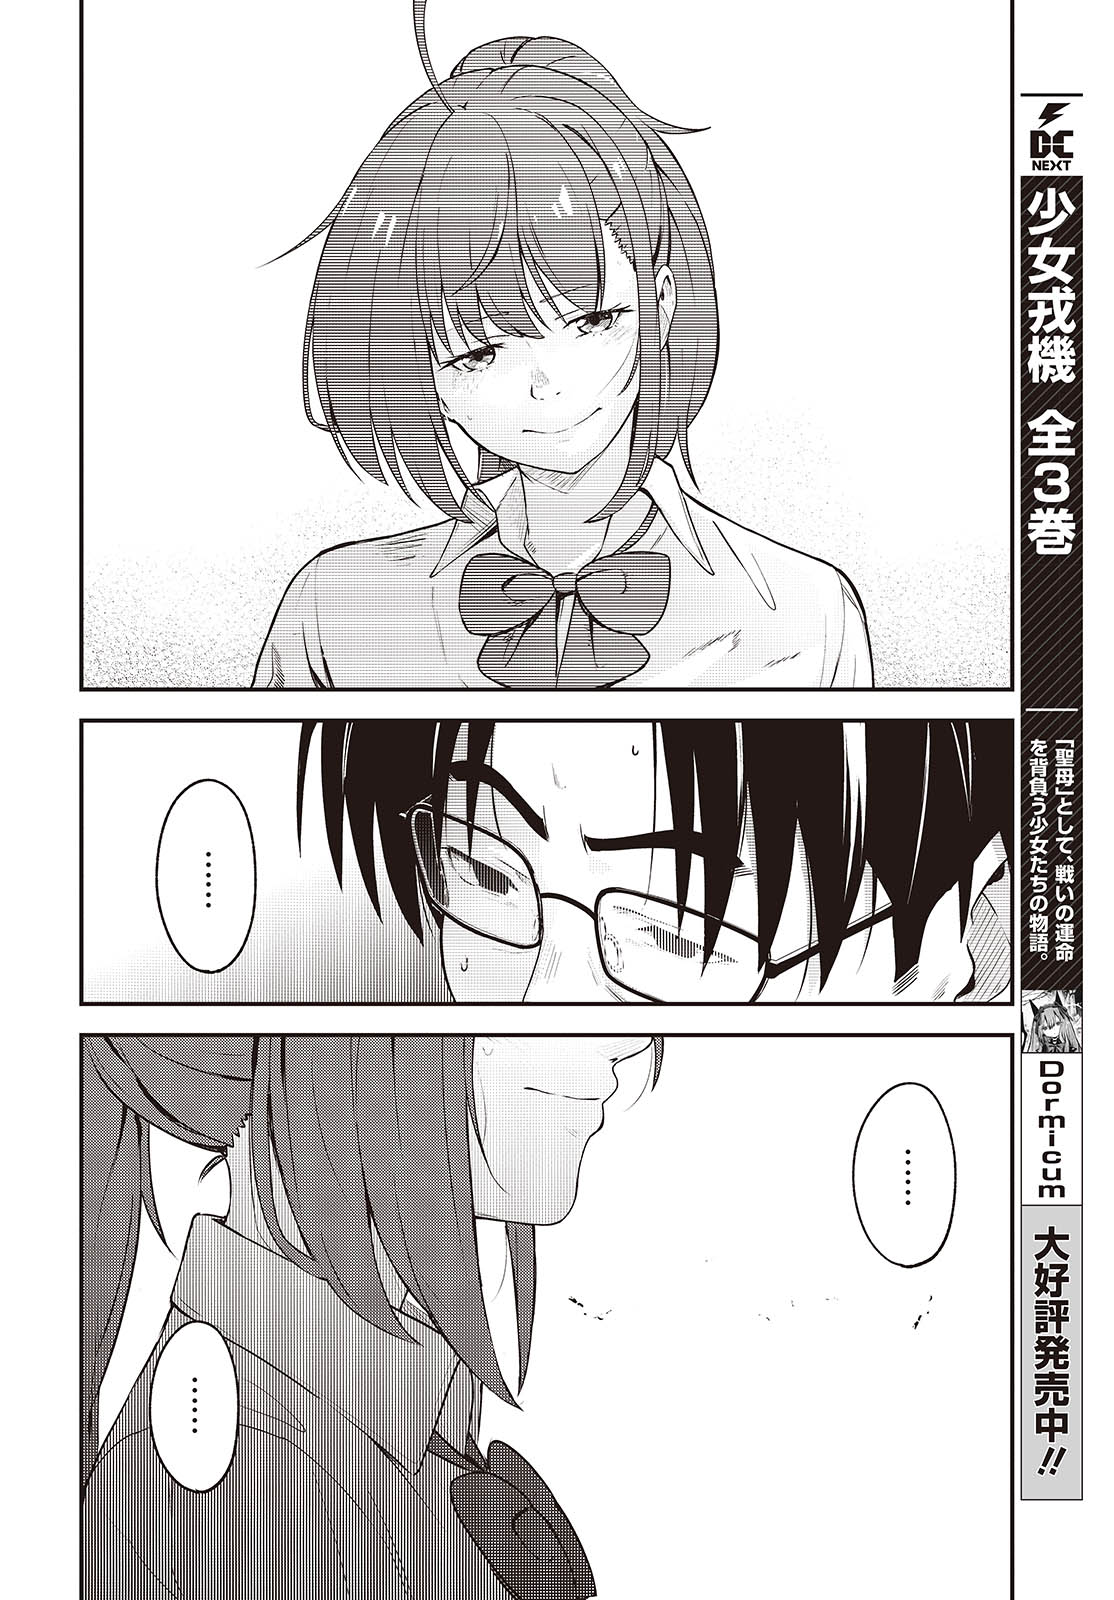 DC
NEXT
少女戎機 全3巻
「聖母」として、戦いの運命
を背負う少女たちの物語。
Dormicum
大好評発売中!!
……
……
……